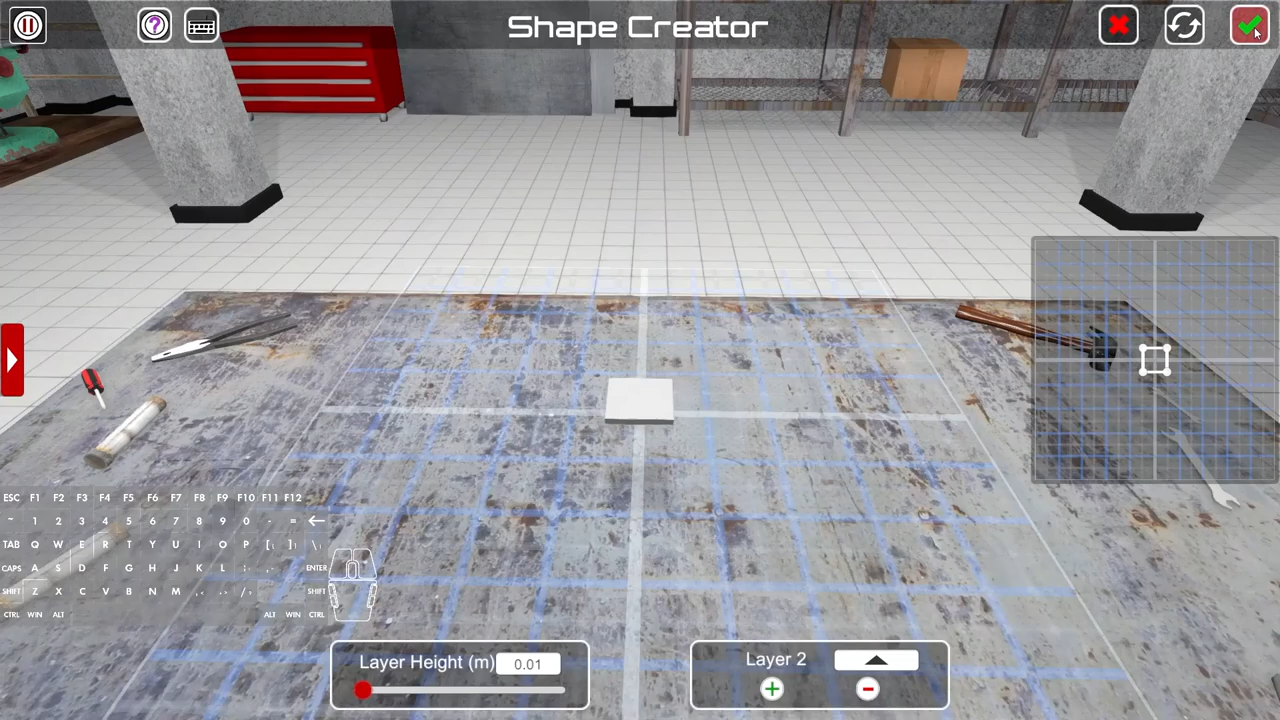 Shape Creator
ESC F1 F2 F3 F4 F5 F6 F7 F8 F9 F10 F11 F12
~ 1 2 3 4 5 6 7 8 9 0 - =
TAB Q W E R T Y U I O P [ ] \
CAPS A S D F G H J K L ; ENTER
SHIFT Z X C V B N M , . / SHIFT
CTRL WIN ALT ALT WIN CTRL
Layer Height (m) 0.01
Layer 2